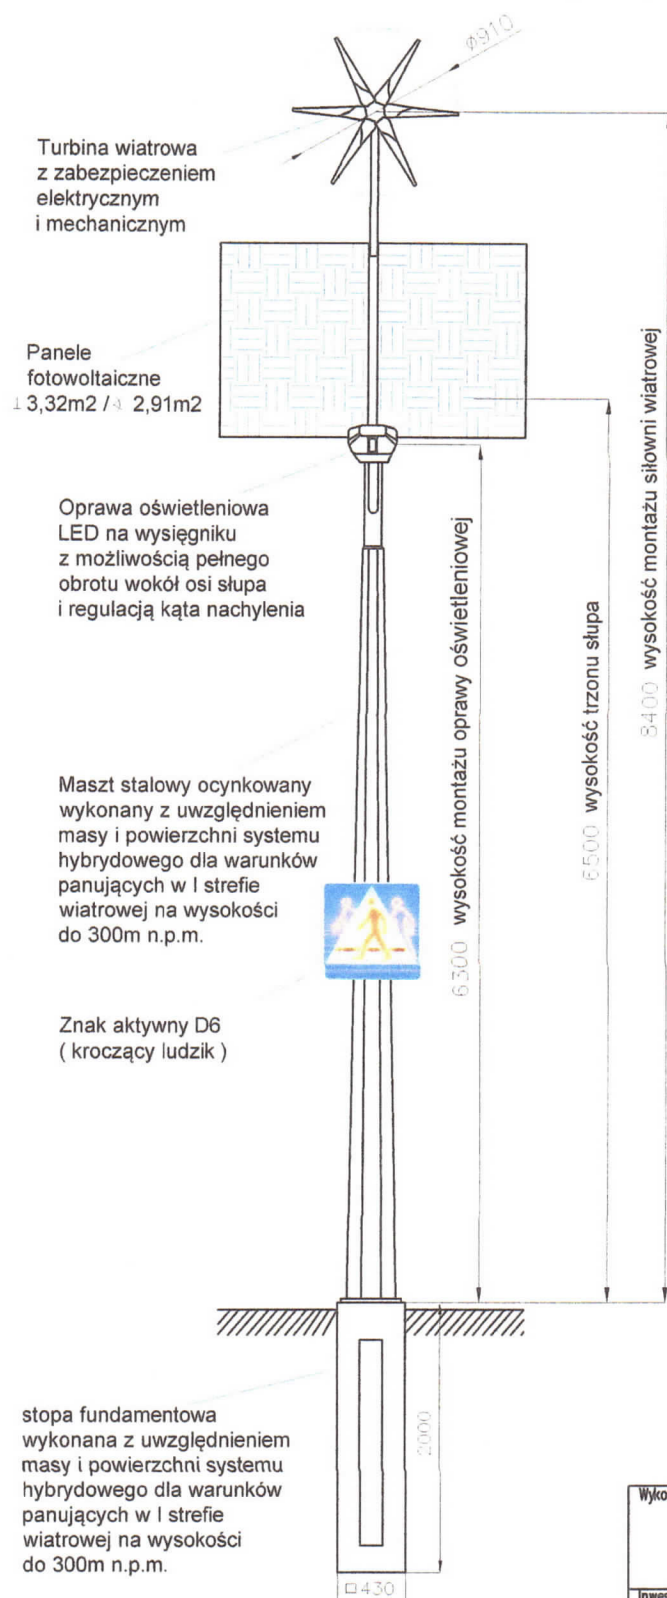 ø910
Turbina wiatrowa
z zabezpieczeniem
elektrycznym
i mechanicznym
Panele
fotowoltaiczne
3,32m2 / 2,91m2
Oprawa oświetleniowa
LED na wysięgniku
z możliwością pełnego
obrotu wokół osi słupa
i regulacją kąta nachylenia
6300 wysokość montażu oprawy oświetleniowej
6500 wysokość trzonu słupa
8400 wysokość montażu siłowni wiatrowej
Maszt stalowy ocynkowany
wykonany z uwzględnieniem
masy i powierzchni systemu
hybrydowego dla warunków
panujących w I strefie
wiatrowej na wysokości
do 300m n.p.m.
Znak aktywny D6
( kroczący ludzik )
stopa fundamentowa
wykonana z uwzględnieniem
masy i powierzchni systemu
hybrydowego dla warunków
panujących w I strefie
wiatrowej na wysokości
do 300m n.p.m.
2000
□430